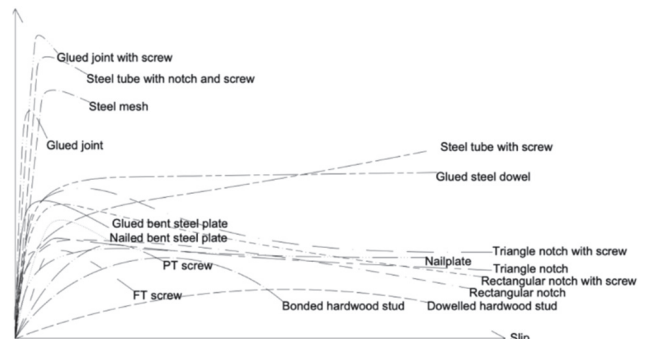 Glued joint with screw
Steel tube with notch and screw
Steel mesh
Glued joint
Steel tube with screw
Glued steel dowel
Glued bent steel plate
Nailed bent steel plate
Triangle notch with screw
Nailplate
PT screw
Triangle notch
Rectangular notch with screw
Rectangular notch
FT screw
Bonded hardwood stud
Dowelled hardwood stud
Slip